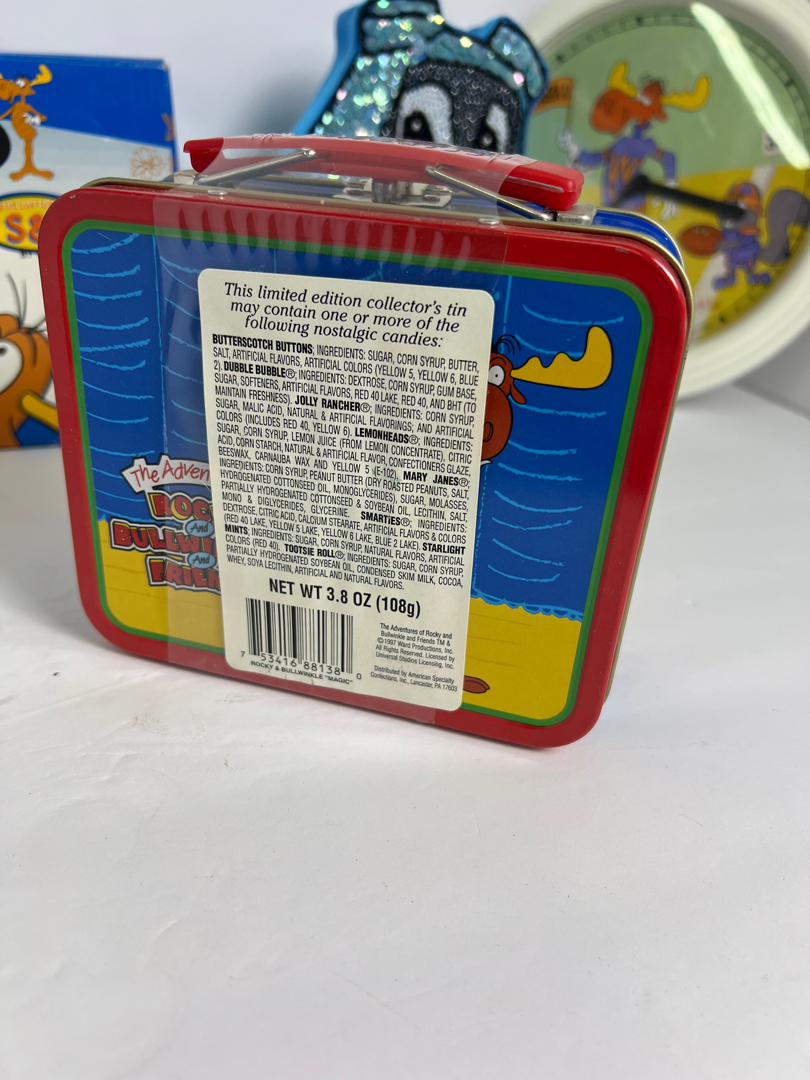 This limited edition collector's tin
may contain one or more of the
following nostalgic candies:
BUTTERSCOTCH BUTTONS; INGREDIENTS: SUGAR, CORN SYRUP, BUTTER,
SALT, ARTIFICIAL FLAVORS, ARTIFICIAL COLORS (YELLOW 5, YELLOW 6, BLUE
2). DUBBLE BUBBLE®; INGREDIENTS: DEXTROSE, CORN SYRUP, GUM BASE,
SUGAR, SOFTENERS, ARTIFICIAL FLAVORS, RED 40 LAKE, RED 40, AND BHT (TO
MAINTAIN FRESHNESS). JOLLY RANCHER®; INGREDIENTS: CORN SYRUP,
SUGAR, MALIC ACID, NATURAL & ARTIFICIAL FLAVORINGS; AND ARTIFICIAL
COLORS (INCLUDES RED 40, YELLOW 6). LEMONHEADS®; INGREDIENTS:
SUGAR, CORN SYRUP, LEMON JUICE (FROM LEMON CONCENTRATE), CITRIC
ACID, CORN STARCH, NATURAL & ARTIFICIAL FLAVOR, CONFECTIONERS GLAZE,
BEESWAX, CARNAUBA WAX AND YELLOW 5 (E-102). MARY JANES®;
INGREDIENTS: CORN SYRUP, PEANUT BUTTER (DRY ROASTED PEANUTS, SALT,
HYDROGENATED COTTONSEED OIL, MONOGLYCERIDES), SUGAR, MOLASSES,
PARTIALLY HYDROGENATED COTTONSEED & SOYBEAN OIL, LECITHIN, SALT,
MONO & DIGLYCERIDES, GLYCERINE. SMARTIES®; INGREDIENTS:
DEXTROSE, CITRIC ACID, CALCIUM STEARATE, ARTIFICIAL FLAVORS & COLORS
(RED 40 LAKE, YELLOW 5 LAKE, YELLOW 6 LAKE, BLUE 2 LAKE). STARLIGHT
MINTS; INGREDIENTS: SUGAR, CORN SYRUP, NATURAL FLAVORS, ARTIFICIAL
COLORS (RED 40). TOOTSIE ROLL®; INGREDIENTS: SUGAR, CORN SYRUP,
PARTIALLY HYDROGENATED SOYBEAN OIL, CONDENSED SKIM MILK, COCOA,
WHEY, SOYA LECITHIN, ARTIFICIAL AND NATURAL FLAVORS.
NET WT 3.8 OZ (108g)
7 53416 88138 0
ROCKY & BULLWINKLE "MAGIC"
The Adventures of Rocky and
Bullwinkle and Friends TM &
©1997 Ward Productions, Inc.
All Rights Reserved. Licensed by
Universal Studios Licensing, Inc.
Distributed by American Specialty
Confections, Inc., Lancaster, PA 17603
The Adven
ROC
And
BULLWIN
And
FRIEN